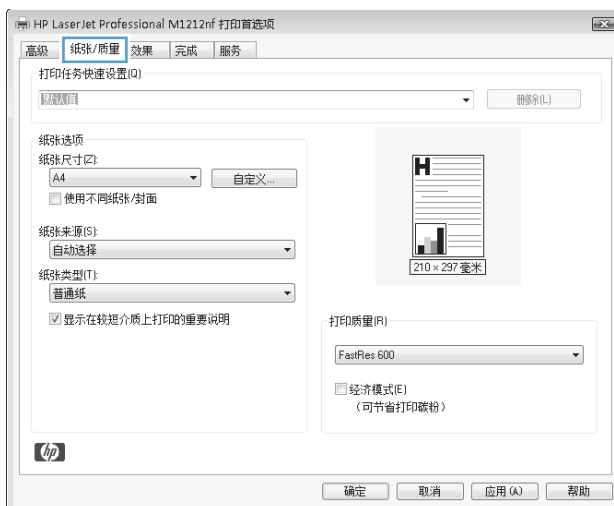 HP LaserJet Professional M1212nf 打印首选项
高级 纸张/质量 效果 完成 服务
打印任务快速设置(Q)
默认值 删除(L)
纸张选项
纸张尺寸(Z):
A4 自定义...
使用不同纸张/封面
纸张来源(S):
自动选择
纸张类型(T):
普通纸
显示在较短介质上打印的重要说明
H
210 × 297 毫米
打印质量(R)
FastRes 600
经济模式(E)
(可节省打印碳粉)
hp
确定 取消 应用(A) 帮助